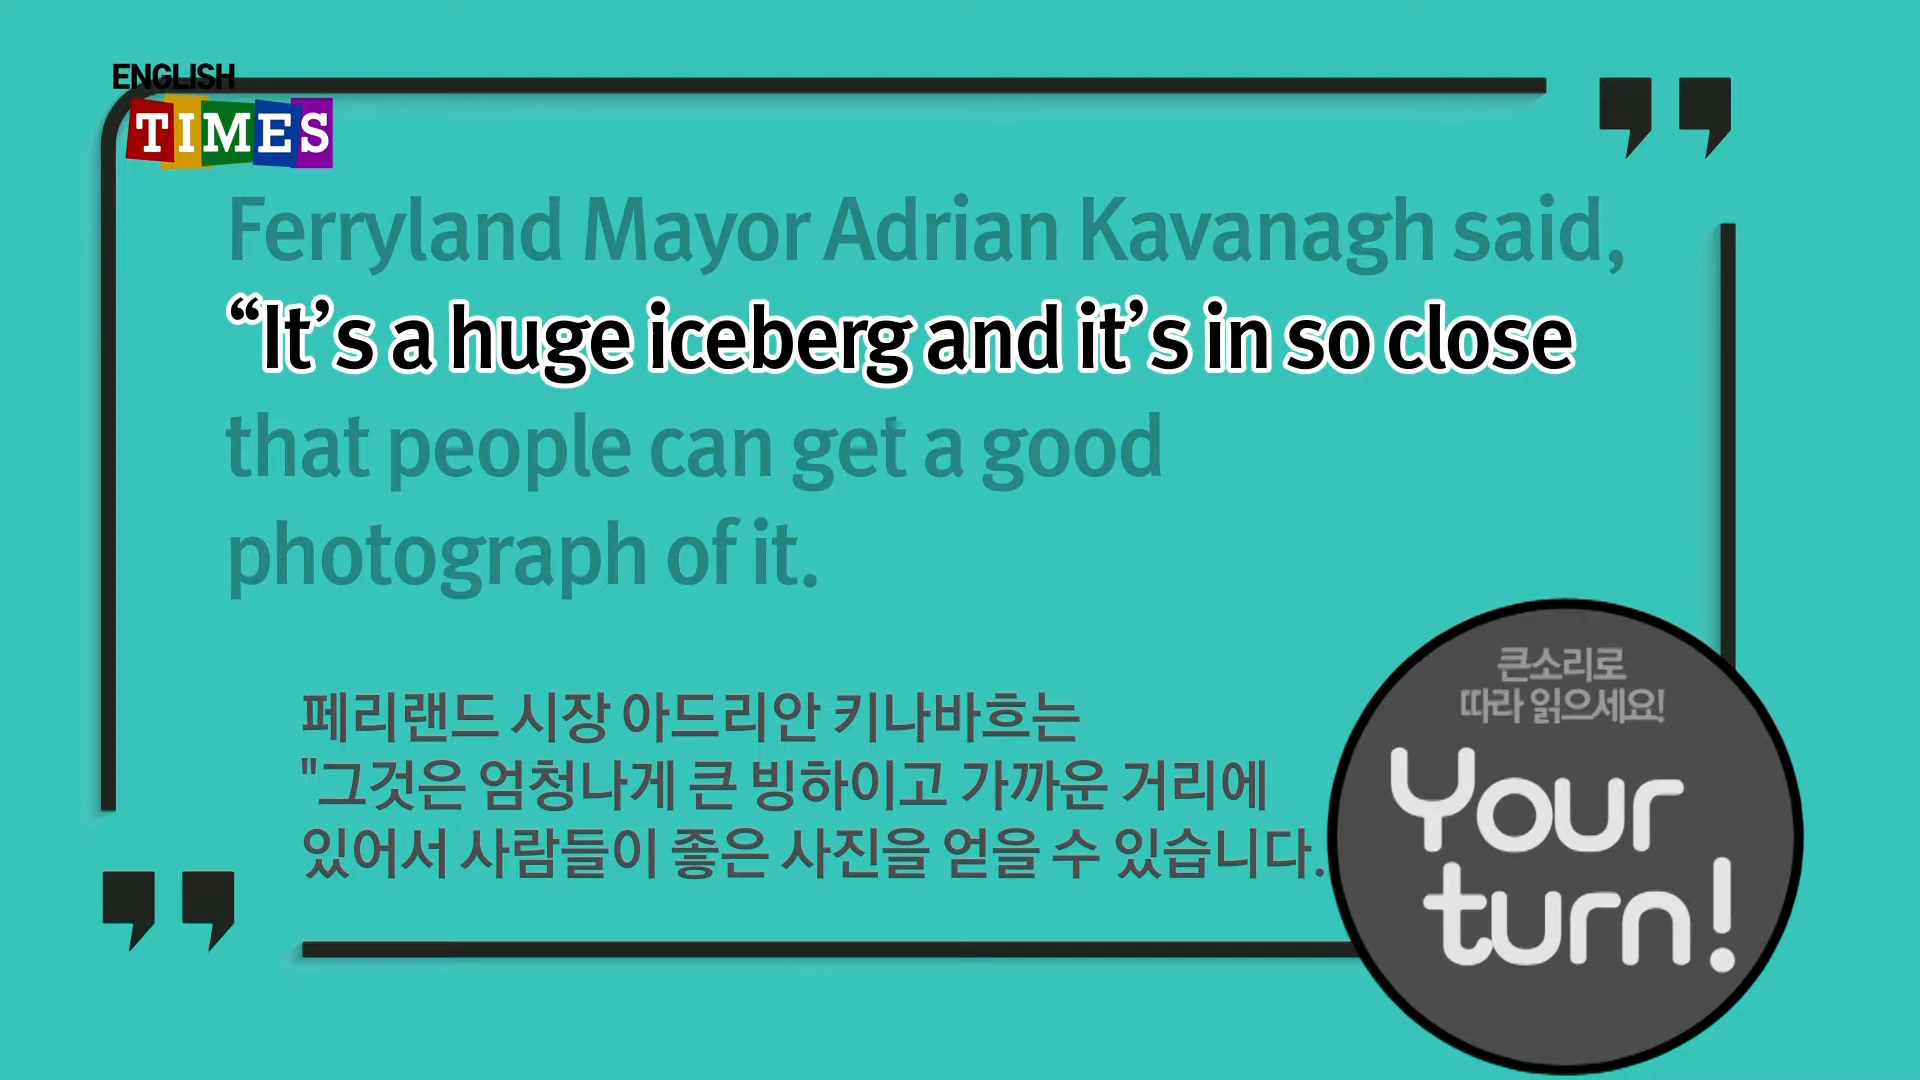 ENGLISH
TIMES
Ferryland Mayor Adrian Kavanagh said,
“It’s a huge iceberg and it’s in so close
that people can get a good
photograph of it.
페리랜드 시장 아드리안 키나바흐는
"그것은 엄청나게 큰 빙하이고 가까운 거리에
있어서 사람들이 좋은 사진을 얻을 수 있습니다.
큰소리로
따라 읽으세요!
Your
turn!